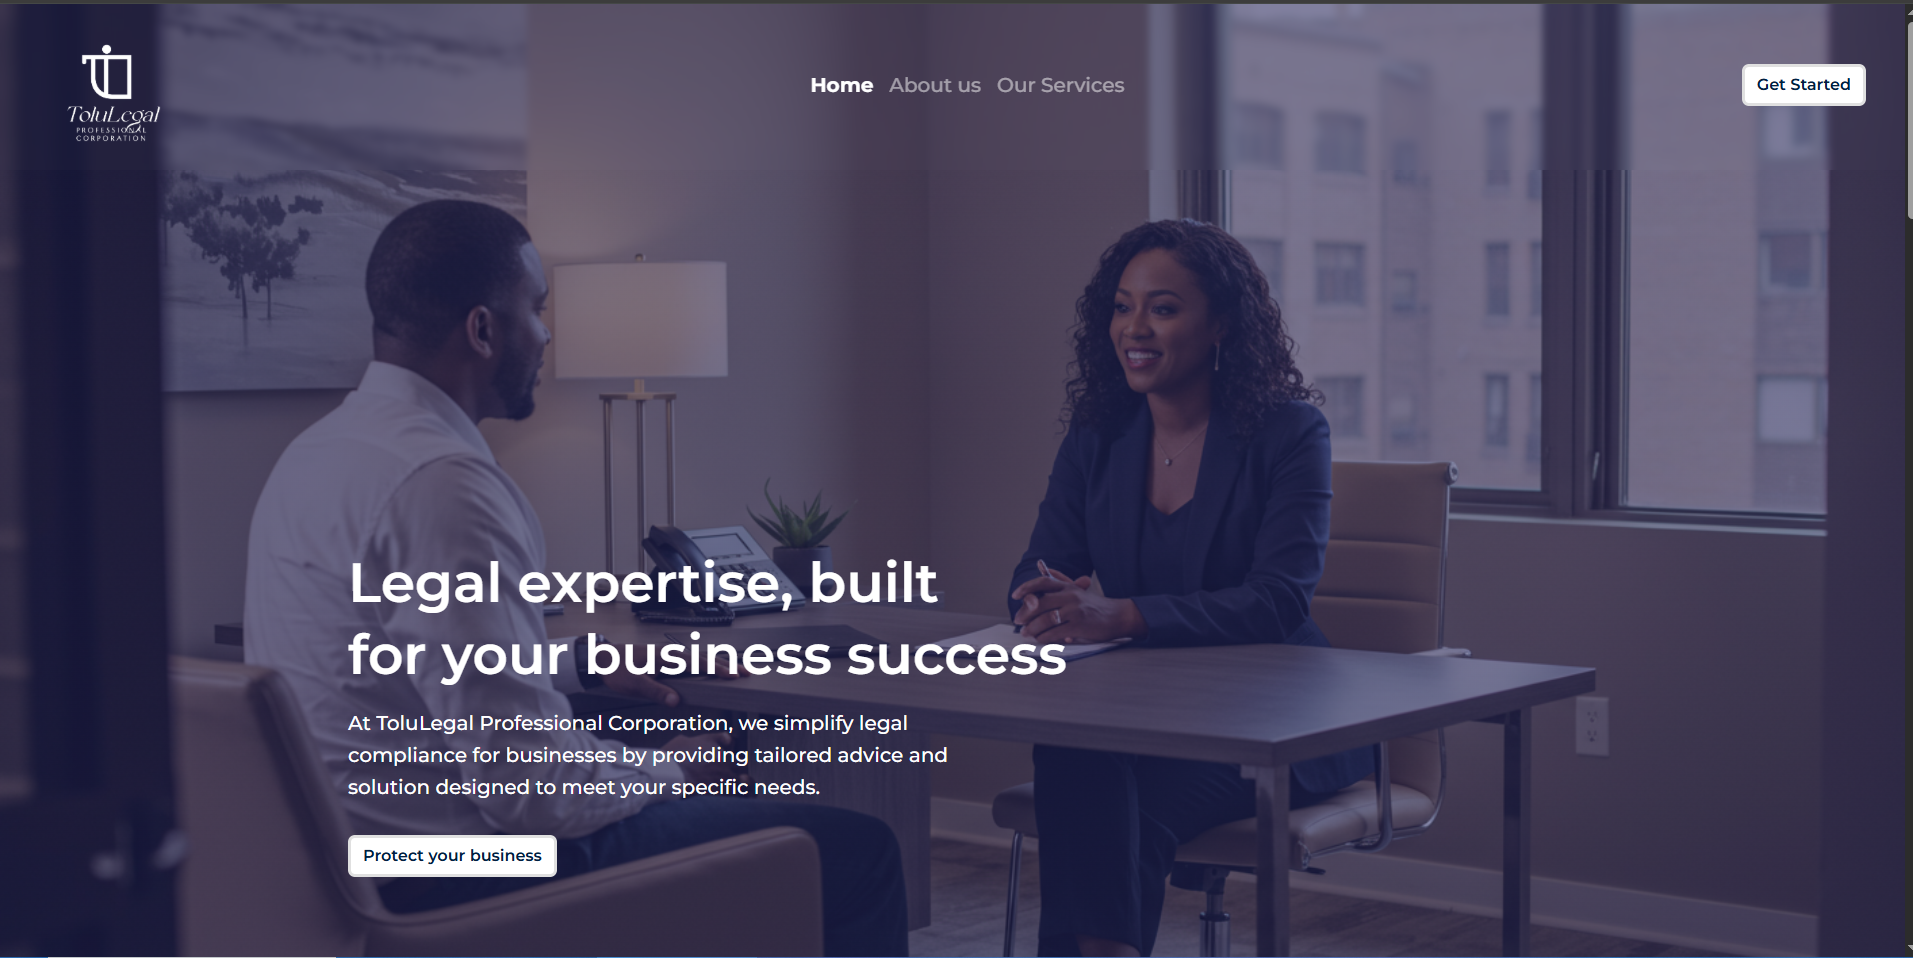 ToluLegal
PROFESSIONAL
CORPORATION
Home About us Our Services
Get Started
Legal expertise, built
for your business success
At ToluLegal Professional Corporation, we simplify legal
compliance for businesses by providing tailored advice and
solution designed to meet your specific needs.
Protect your business